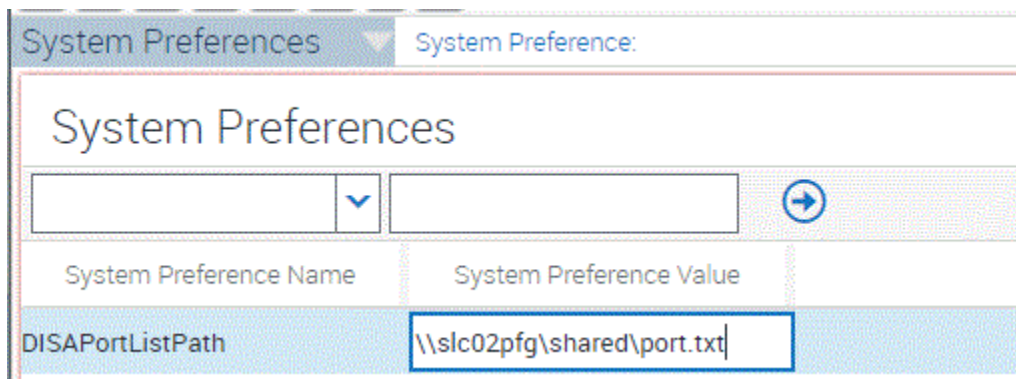 System Preferences System Preference:
System Preferences
System Preference Name System Preference Value
DISAPortListPath \\slc02pfg\shared\port.txt